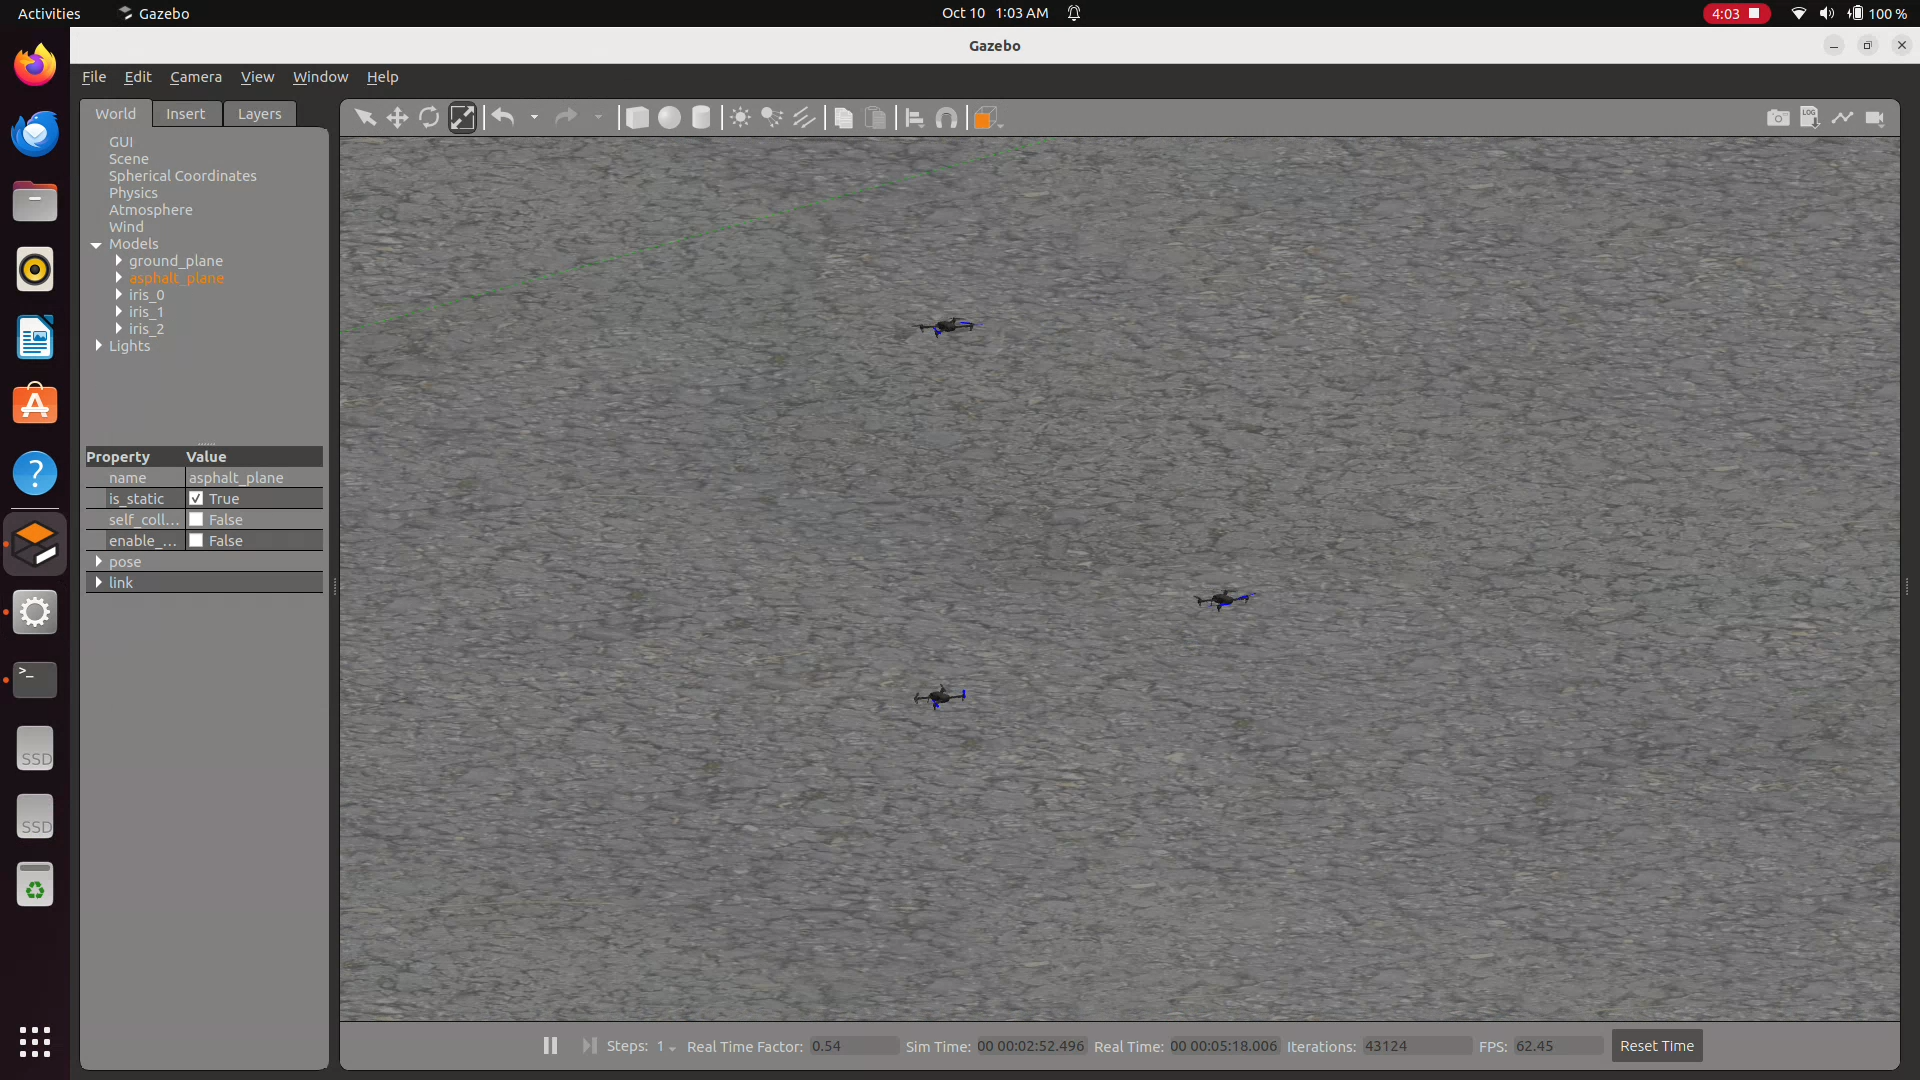 Activities Gazebo Oct 10 1:03 AM 4:03 100 %
Gazebo
File Edit Camera View Window Help
World Insert Layers
GUI
Scene
Spherical Coordinates
Physics
Atmosphere
Wind
Models
ground_plane
asphalt_plane
iris_0
iris_1
iris_2
Lights
Property Value
name asphalt_plane
is_static True
self_coll... False
enable_... False
pose
link
LOG
>_
SSD
SSD
Steps: 1 Real Time Factor: 0.54 Sim Time: 00 00:02:52.496 Real Time: 00 00:05:18.006 Iterations: 43124 FPS: 62.45 Reset Time